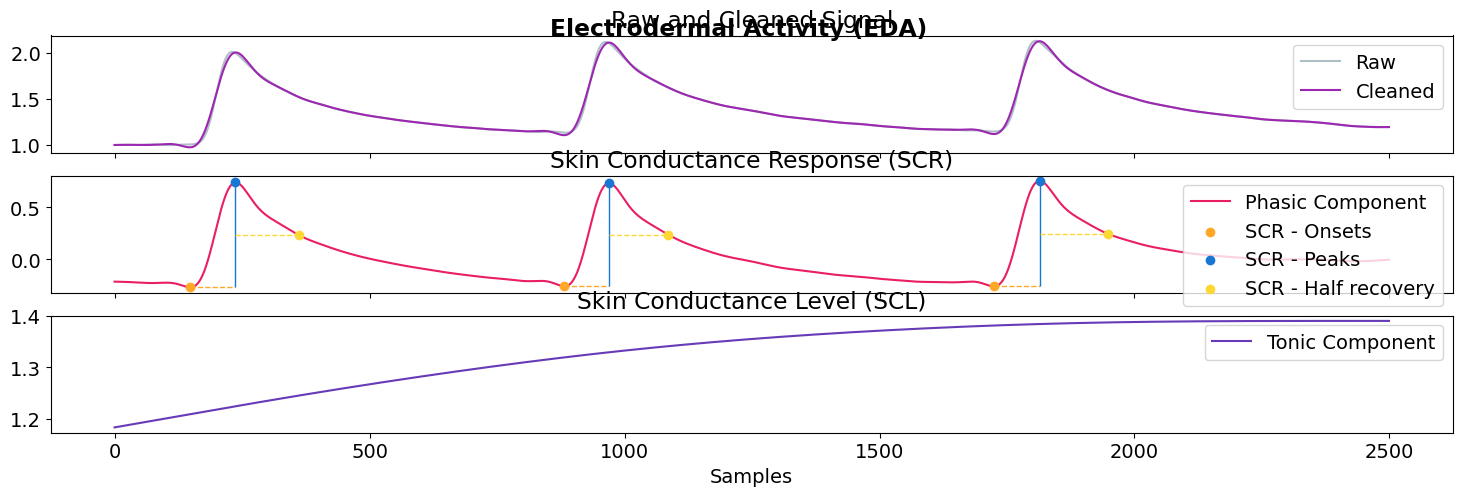 Raw and Cleaned Signal
Electrodermal Activity (EDA)
2.0
1.5
1.0
Raw
Cleaned
Skin Conductance Response (SCR)
0.5
0.0
Phasic Component
SCR - Onsets
SCR - Peaks
SCR - Half recovery
Skin Conductance Level (SCL)
1.4
1.3
1.2
Tonic Component
0 500 1000 1500 2000 2500
Samples